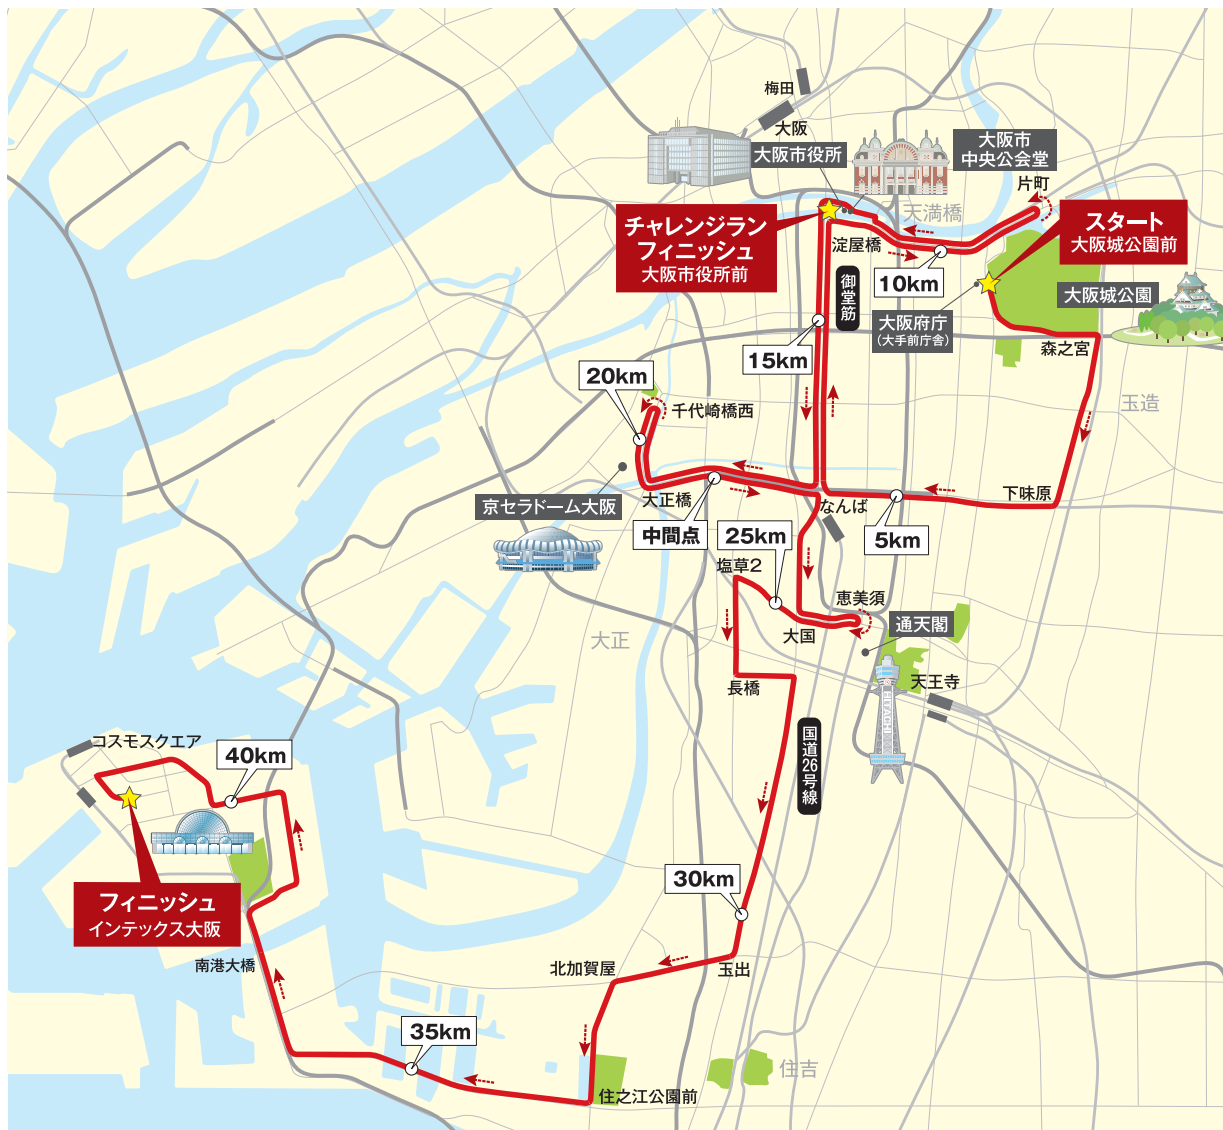 梅田
大阪
大阪市役所
大阪市
中央公会堂
片町
天満橋
チャレンジラン
フィニッシュ
大阪市役所前
スタート
大阪城公園前
淀屋橋
10km
御堂筋
大阪城公園
大阪府庁
(大手前庁舎)
森之宮
15km
20km
千代崎橋西
玉造
大正橋
下味原
京セラドーム大阪
なんば
中間点
25km
5km
塩草2
恵美須
大国
通天閣
大正
天王寺
長橋
HITACHI
国道26号線
コスモスクエア
40km
30km
フィニッシュ
インテックス大阪
南港大橋
北加賀屋
玉出
35km
住吉
住之江公園前